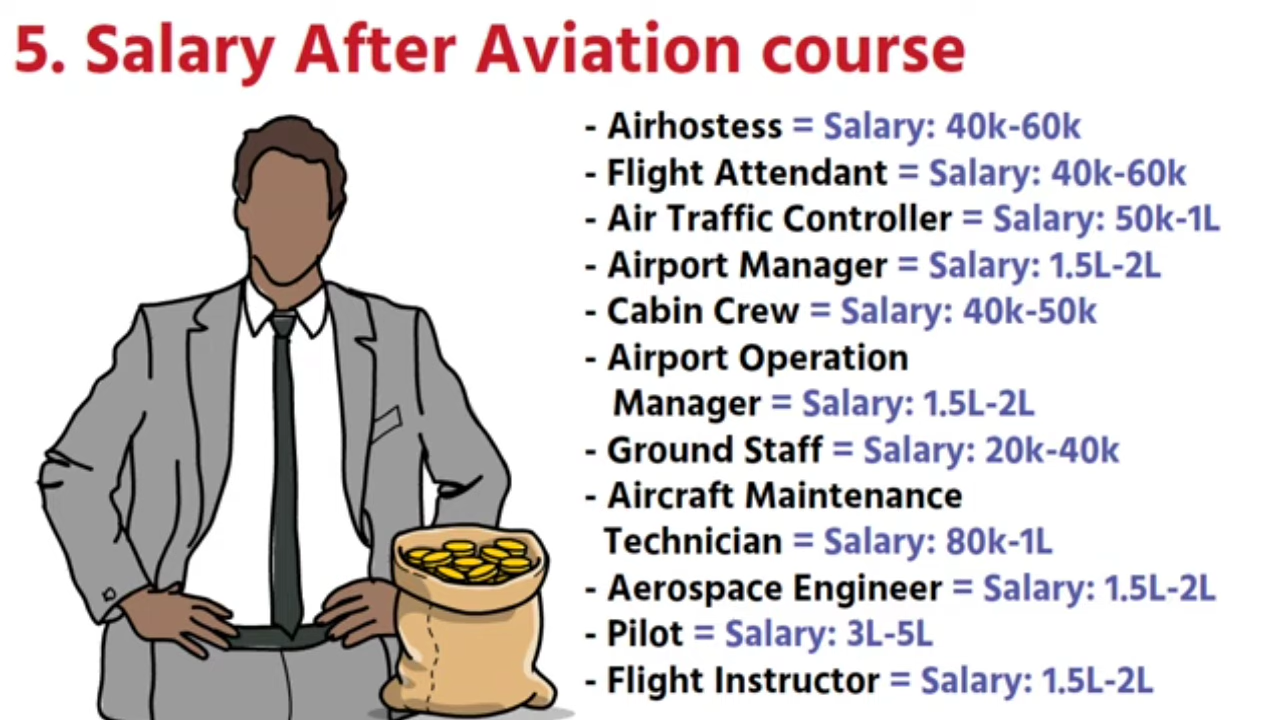 5. Salary After Aviation course
- Airhostess = Salary: 40k-60k
- Flight Attendant = Salary: 40k-60k
- Air Traffic Controller = Salary: 50k-1L
- Airport Manager = Salary: 1.5L-2L
- Cabin Crew = Salary: 40k-50k
- Airport Operation
Manager = Salary: 1.5L-2L
- Ground Staff = Salary: 20k-40k
- Aircraft Maintenance
Technician = Salary: 80k-1L
- Aerospace Engineer = Salary: 1.5L-2L
- Pilot = Salary: 3L-5L
- Flight Instructor = Salary: 1.5L-2L